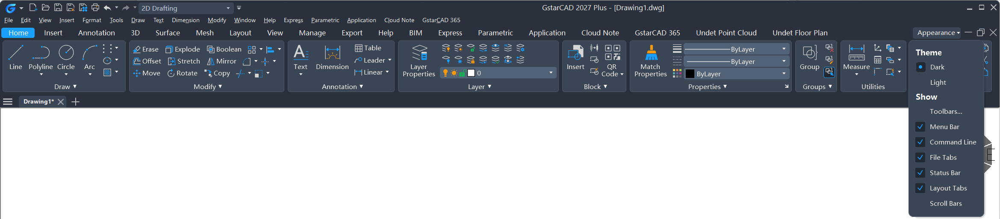 2D Drafting GstarCAD 2027 Plus - [Drawing1.dwg]
File Edit View Insert Format Tools Draw Text Dimension Modify Window Help Express Parametric Application Cloud Note GstarCAD 365
Home Insert Annotation 3D Surface Mesh Layout View Manage Export Help BIM Express Parametric Application Cloud Note GstarCAD 365 Undet Point Cloud Undet Floor Plan Appearance
Line Polyline Circle Arc
Draw
Erase Explode Boolean
Offset Stretch Mirror
Move Rotate Copy
Modify
Text Dimension
Table
Leader
Linear
Annotation
Layer
Properties
0
Layer
Insert
QR
Code
Block
Match
Properties
ByLayer
ByLayer
ByLayer
Properties
Group
Groups
Measure
Utilities
Drawing1*
Theme
Dark
Light
Show
Toolbars...
Menu Bar
Command Line
File Tabs
Status Bar
Layout Tabs
Scroll Bars
E